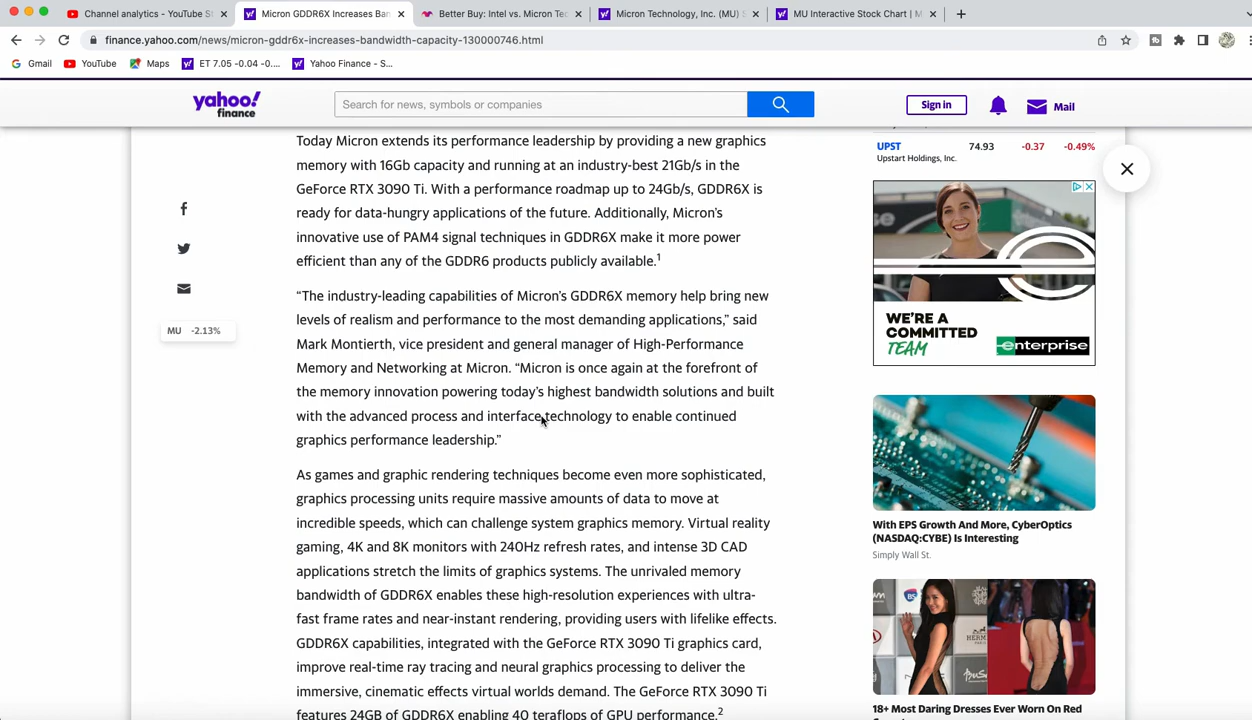 Channel analytics - YouTube St
Micron GDDR6X Increases Ban
Better Buy: Intel vs. Micron Tec
Micron Technology, Inc. (MU) S
MU Interactive Stock Chart | M
finance.yahoo.com/news/micron-gddr6x-increases-bandwidth-capacity-130000746.html
Gmail
YouTube
Maps
ET 7.05 -0.04 -0....
Yahoo Finance - S...
yahoo!
finance
Search for news, symbols or companies
Sign in
Mail
Today Micron extends its performance leadership by providing a new graphics
memory with 16Gb capacity and running at an industry-best 21Gb/s in the
GeForce RTX 3090 Ti. With a performance roadmap up to 24Gb/s, GDDR6X is
ready for data-hungry applications of the future. Additionally, Micron's
innovative use of PAM4 signal techniques in GDDR6X make it more power
efficient than any of the GDDR6 products publicly available.1
“The industry-leading capabilities of Micron’s GDDR6X memory help bring new
levels of realism and performance to the most demanding applications,” said
Mark Montierth, vice president and general manager of High-Performance
Memory and Networking at Micron. “Micron is once again at the forefront of
the memory innovation powering today’s highest bandwidth solutions and built
with the advanced process and interface technology to enable continued
graphics performance leadership.”
As games and graphic rendering techniques become even more sophisticated,
graphics processing units require massive amounts of data to move at
incredible speeds, which can challenge system graphics memory. Virtual reality
gaming, 4K and 8K monitors with 240Hz refresh rates, and intense 3D CAD
applications stretch the limits of graphics systems. The unrivaled memory
bandwidth of GDDR6X enables these high-resolution experiences with ultra-
fast frame rates and near-instant rendering, providing users with lifelike effects.
GDDR6X capabilities, integrated with the GeForce RTX 3090 Ti graphics card,
improve real-time ray tracing and neural graphics processing to deliver the
immersive, cinematic effects virtual worlds demand. The GeForce RTX 3090 Ti
features 24GB of GDDR6X enabling 40 teraflops of GPU performance.2
MU -2.13%
UPST 74.93 -0.37 -0.49%
Upstart Holdings, Inc.
WE'RE A
COMMITTED
TEAM
enterprise
With EPS Growth And More, CyberOptics
(NASDAQ:CYBE) Is Interesting
Simply Wall St.
18+ Most Daring Dresses Ever Worn On Red